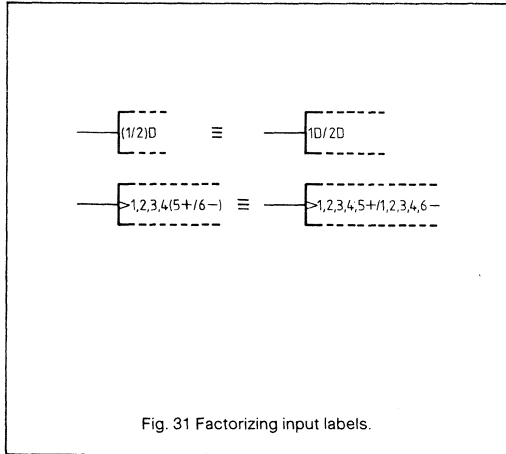 (1/2)D ≡ 1D/2D
1,2,3,4(5+/6−) ≡ 1,2,3,4,5+/1,2,3,4,6−
Fig. 31 Factorizing input labels.